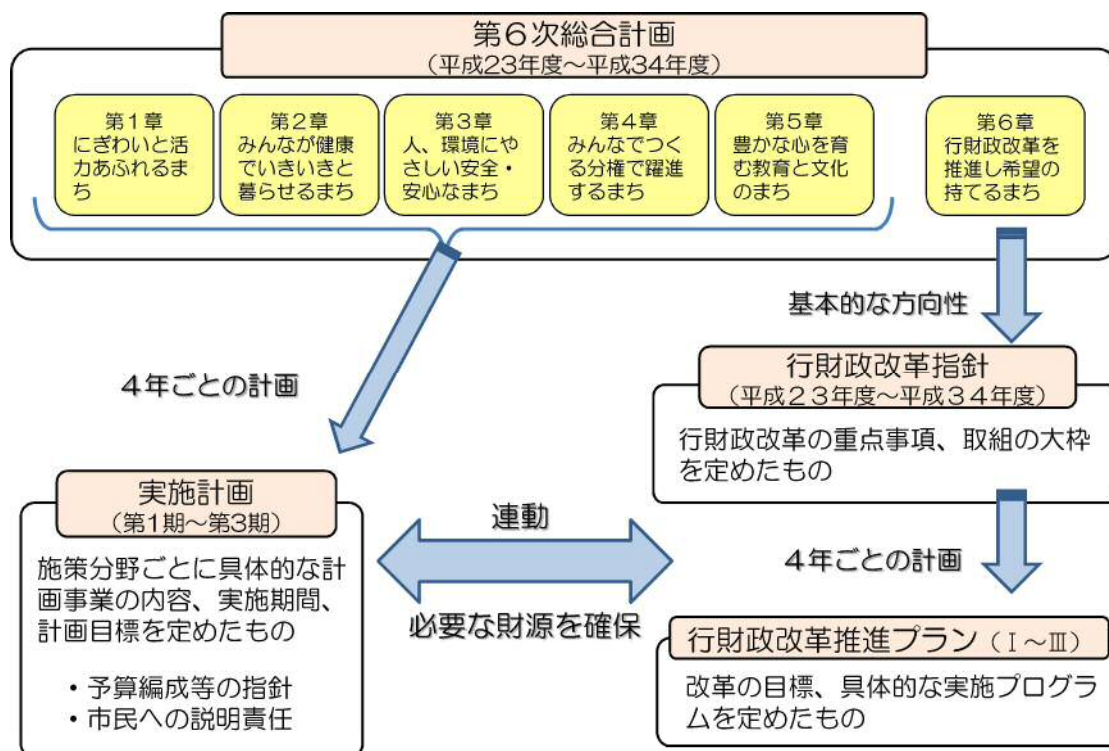 第６次総合計画
（平成23年度～平成34年度）
第１章
にぎわいと活
力あふれるま
ち
第２章
みんなが健康
でいきいきと
暮らせるまち
第３章
人、環境にや
さしい安全・
安心なまち
第４章
みんなでつく
る分権で躍進
するまち
第５章
豊かな心を育
む教育と文化
のまち
第６章
行財政改革を
推進し希望の
持てるまち
基本的な方向性
４年ごとの計画
行財政改革指針
（平成２３年度～平成３４年度）
行財政改革の重点事項、取組の大枠
を定めたもの
実施計画
（第1期～第3期）
施策分野ごとに具体的な計
画事業の内容、実施期間、
計画目標を定めたもの
・予算編成等の指針
・市民への説明責任
連動
必要な財源を確保
４年ごとの計画
行財政改革推進プラン（Ⅰ～Ⅲ）
改革の目標、具体的な実施プログラ
ムを定めたもの